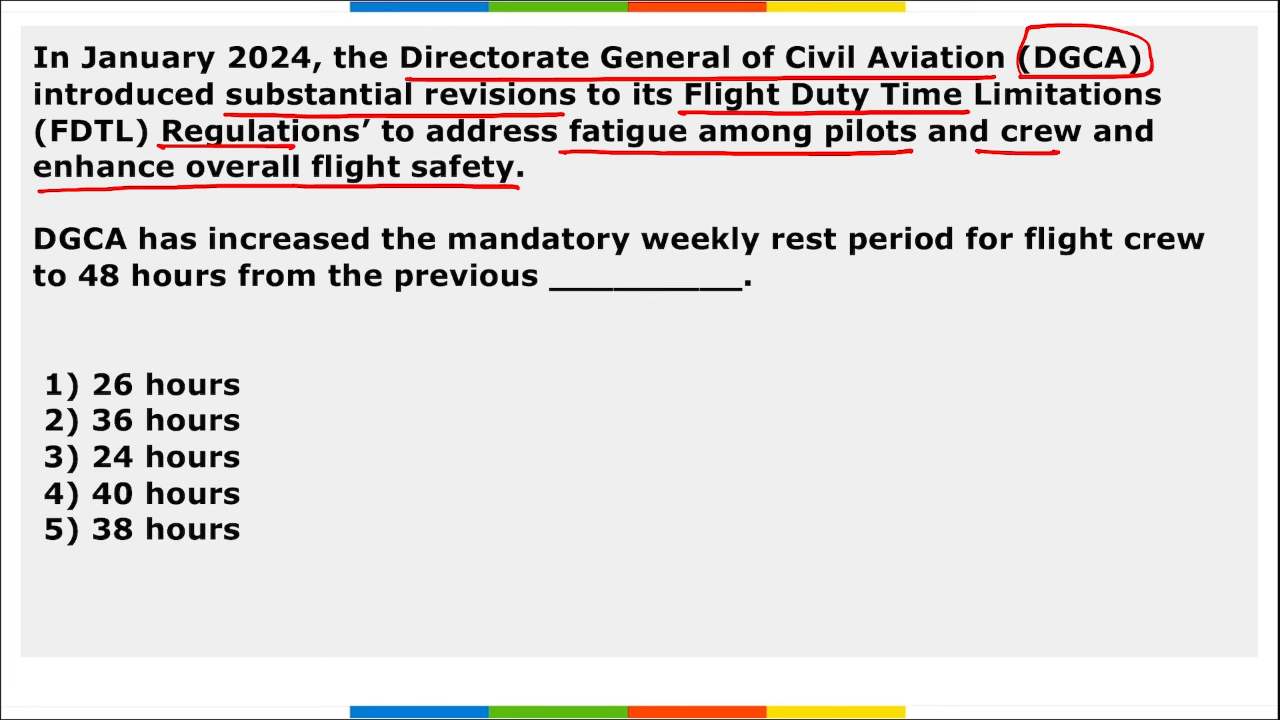 In January 2024, the Directorate General of Civil Aviation (DGCA)
introduced substantial revisions to its Flight Duty Time Limitations
(FDTL) Regulations’ to address fatigue among pilots and crew and
enhance overall flight safety.
DGCA has increased the mandatory weekly rest period for flight crew
to 48 hours from the previous __________.
1) 26 hours
2) 36 hours
3) 24 hours
4) 40 hours
5) 38 hours